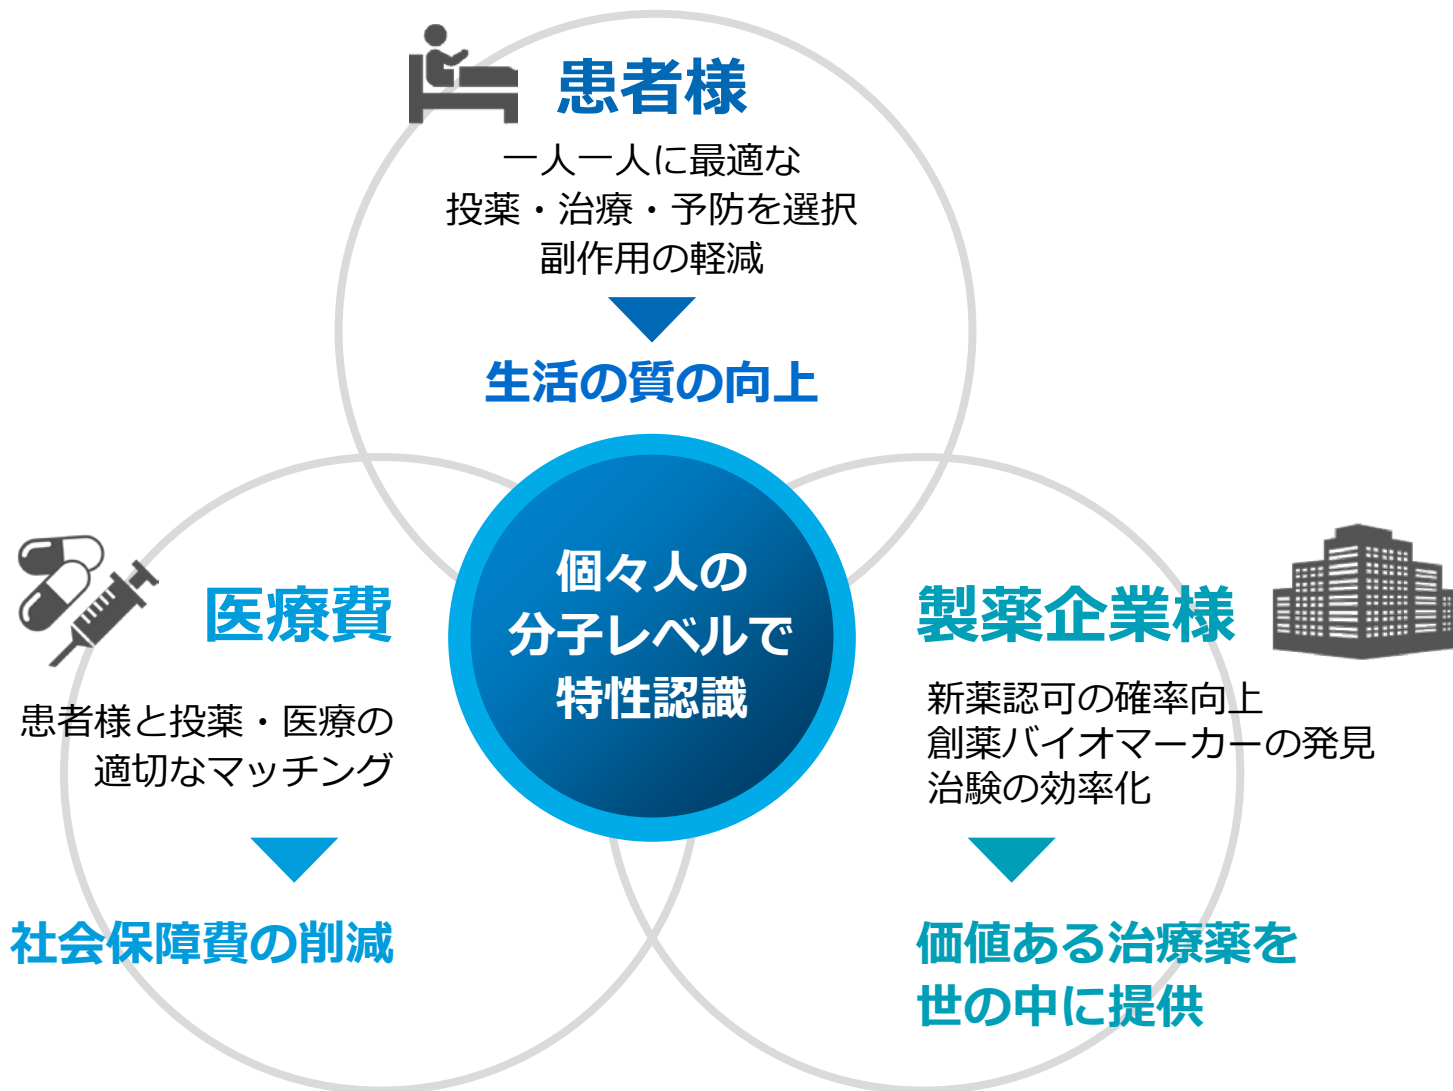 患者様
一人一人に最適な
投薬・治療・予防を選択
副作用の軽減
生活の質の向上
個々人の
分子レベルで
特性認識
医療費
患者様と投薬・医療の
適切なマッチング
社会保障費の削減
製薬企業様
新薬認可の確率向上
創薬バイオマーカーの発見
治験の効率化
価値ある治療薬を
世の中に提供